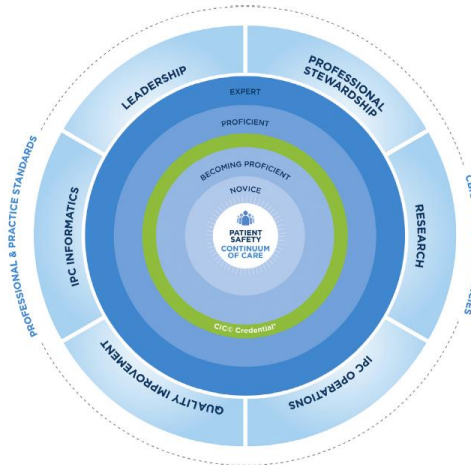 LEADERSHIP
PROFESSIONAL
STEWARDSHIP
EXPERT
PROFICIENT
BECOMING PROFICIENT
NOVICE
PATIENT
SAFETY
CONTINUUM
OF CARE
CIC® Credential*
PROFESSIONAL & PRACTICE STANDARDS
IPC INFORMATICS
RESEARCH
QUALITY IMPROVEMENT
IPC OPERATIONS